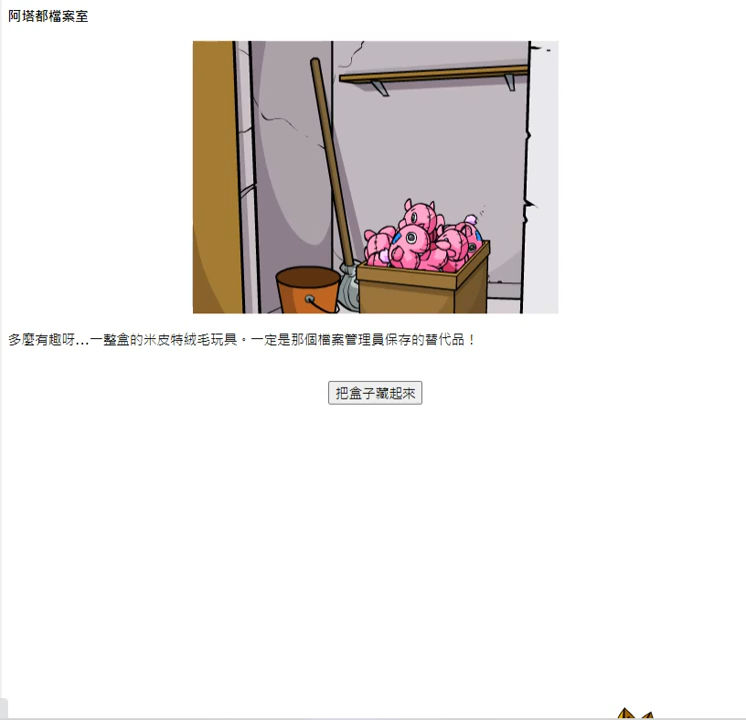 阿塔都檔案室
多麼有趣呀...一整盒的米皮特絨毛玩具。一定是那個檔案管理員保存的替代品！
把盒子藏起來